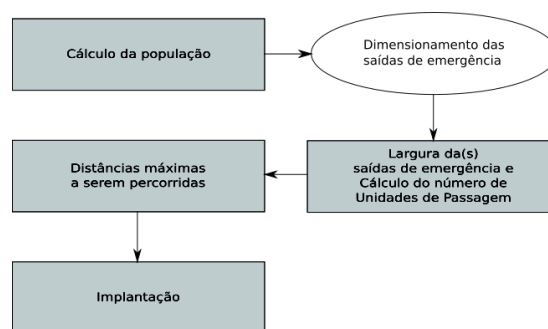 Cálculo da população
Dimensionamento das
saídas de emergência
Largura da(s)
saídas de emergência e
Cálculo do número de
Unidades de Passagem
Distâncias máximas
a serem percorridas
Implantação